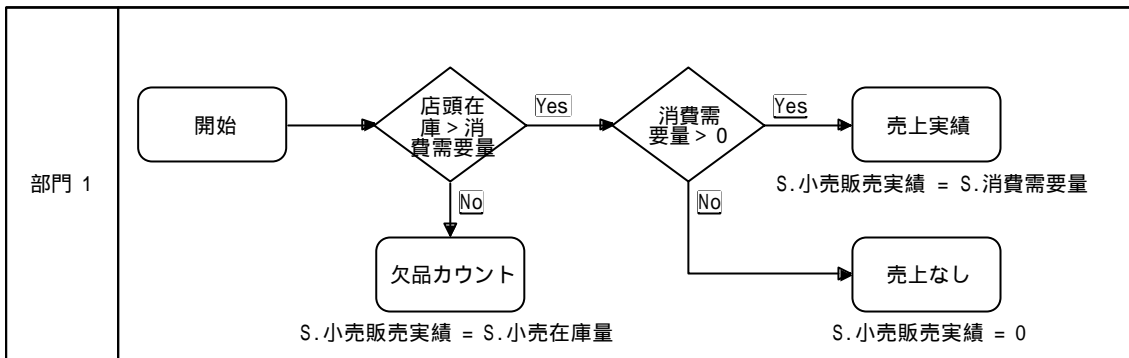 部門 1
開始
店頭在
庫＞消
費需要量
Yes
消費需
要量＞0
Yes
売上実績
S.小売販売実績 = S.消費需要量
No
欠品カウント
S.小売販売実績 = S.小売在庫量
No
売上なし
S.小売販売実績 = 0